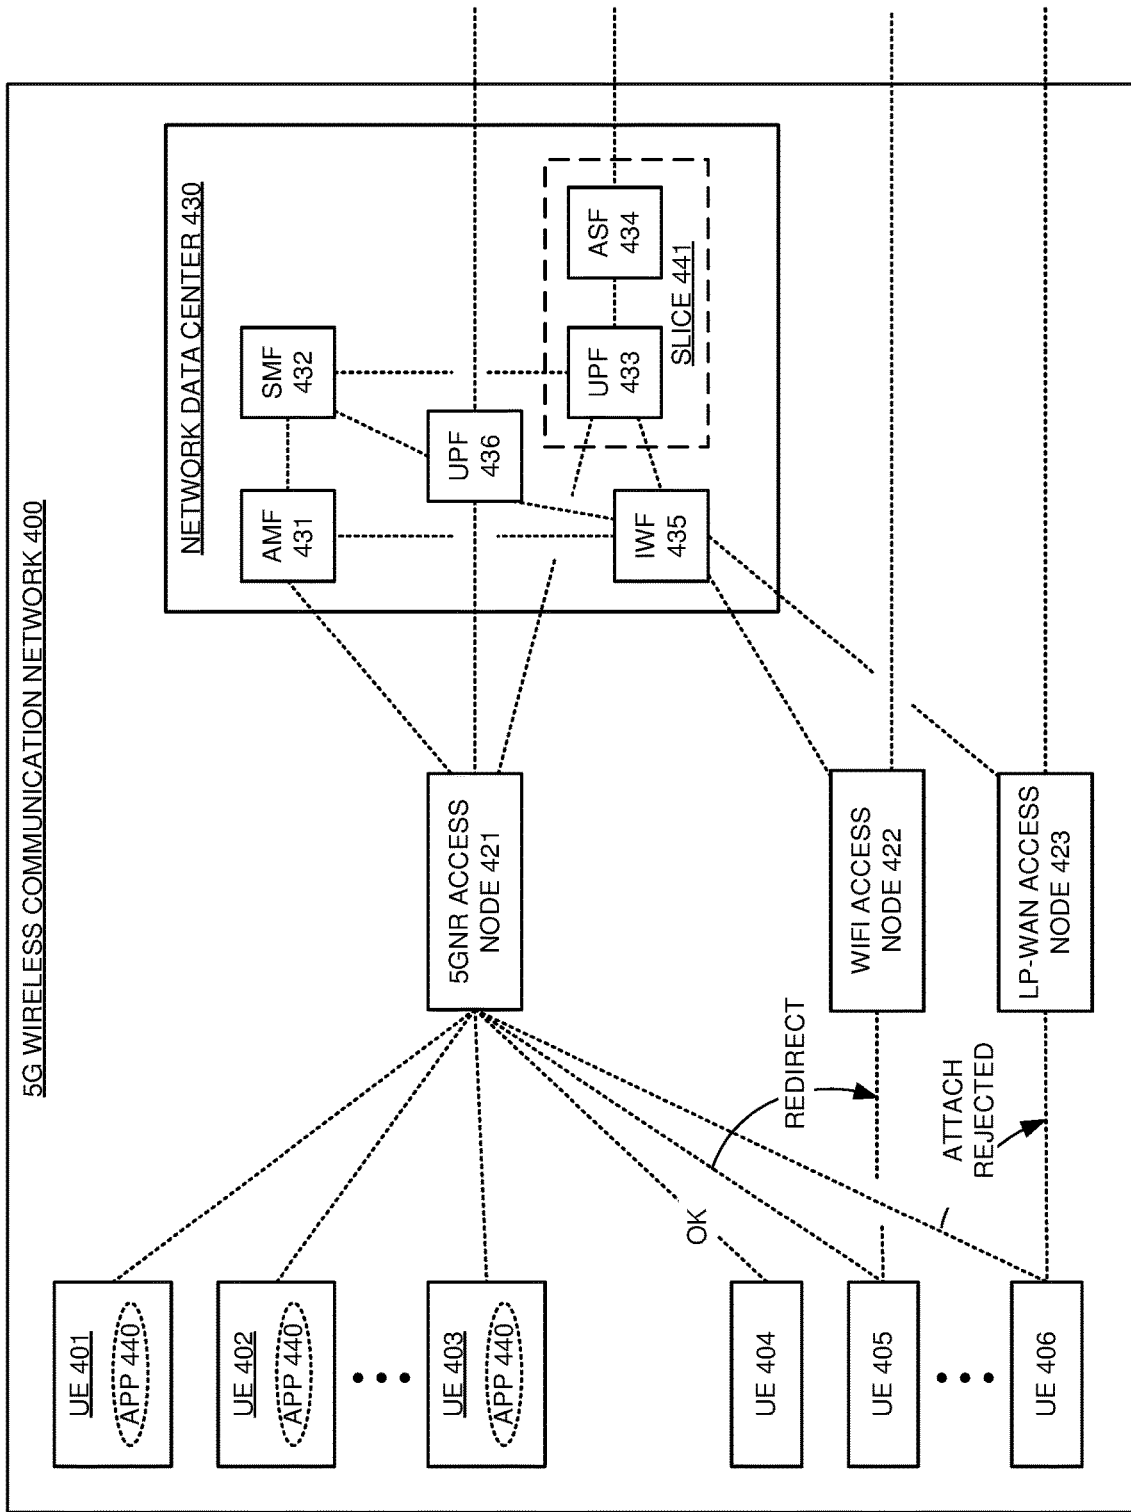 5G WIRELESS COMMUNICATION NETWORK 400
UE 401
APP 440
UE 402
APP 440
UE 403
APP 440
UE 404
UE 405
UE 406
OK
REDIRECT
ATTACH
REJECTED
5GNR ACCESS
NODE 421
WIFI ACCESS
NODE 422
LP-WAN ACCESS
NODE 423
NETWORK DATA CENTER 430
AMF
431
SMF
432
UPF
436
IWF
435
UPF
433
ASF
434
SLICE 441